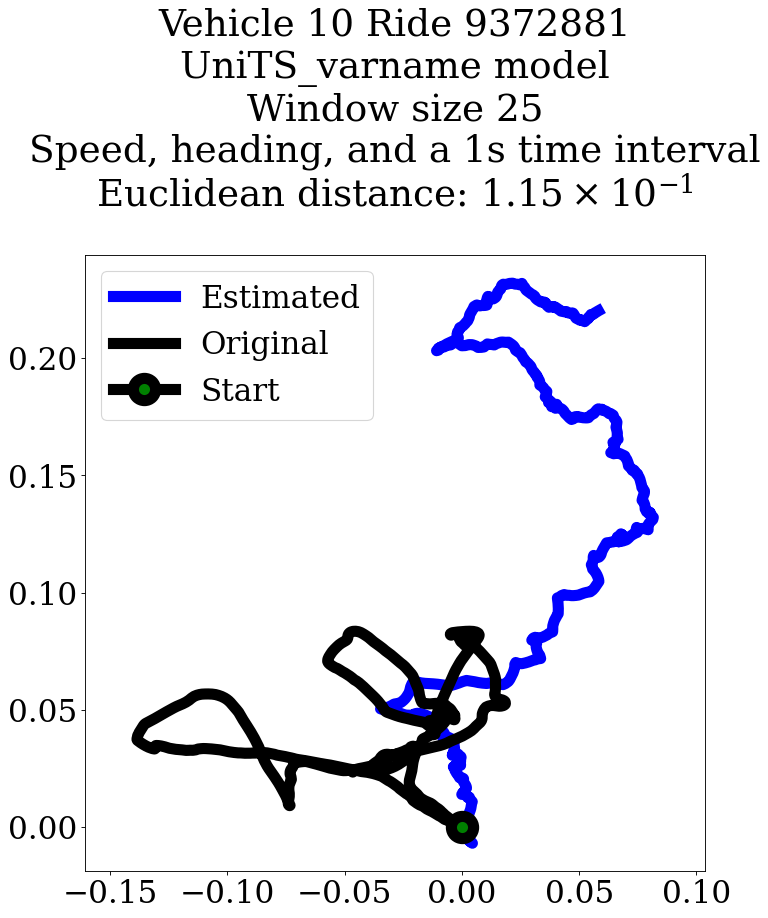 Vehicle 10 Ride 9372881
UniTS_varname model
Window size 25
Speed, heading, and a 1s time interval
Euclidean distance: 1.15 × 10⁻¹
Estimated
Original
Start
0.20
0.15
0.10
0.05
0.00
−0.15 −0.10 −0.05 0.00 0.05 0.10